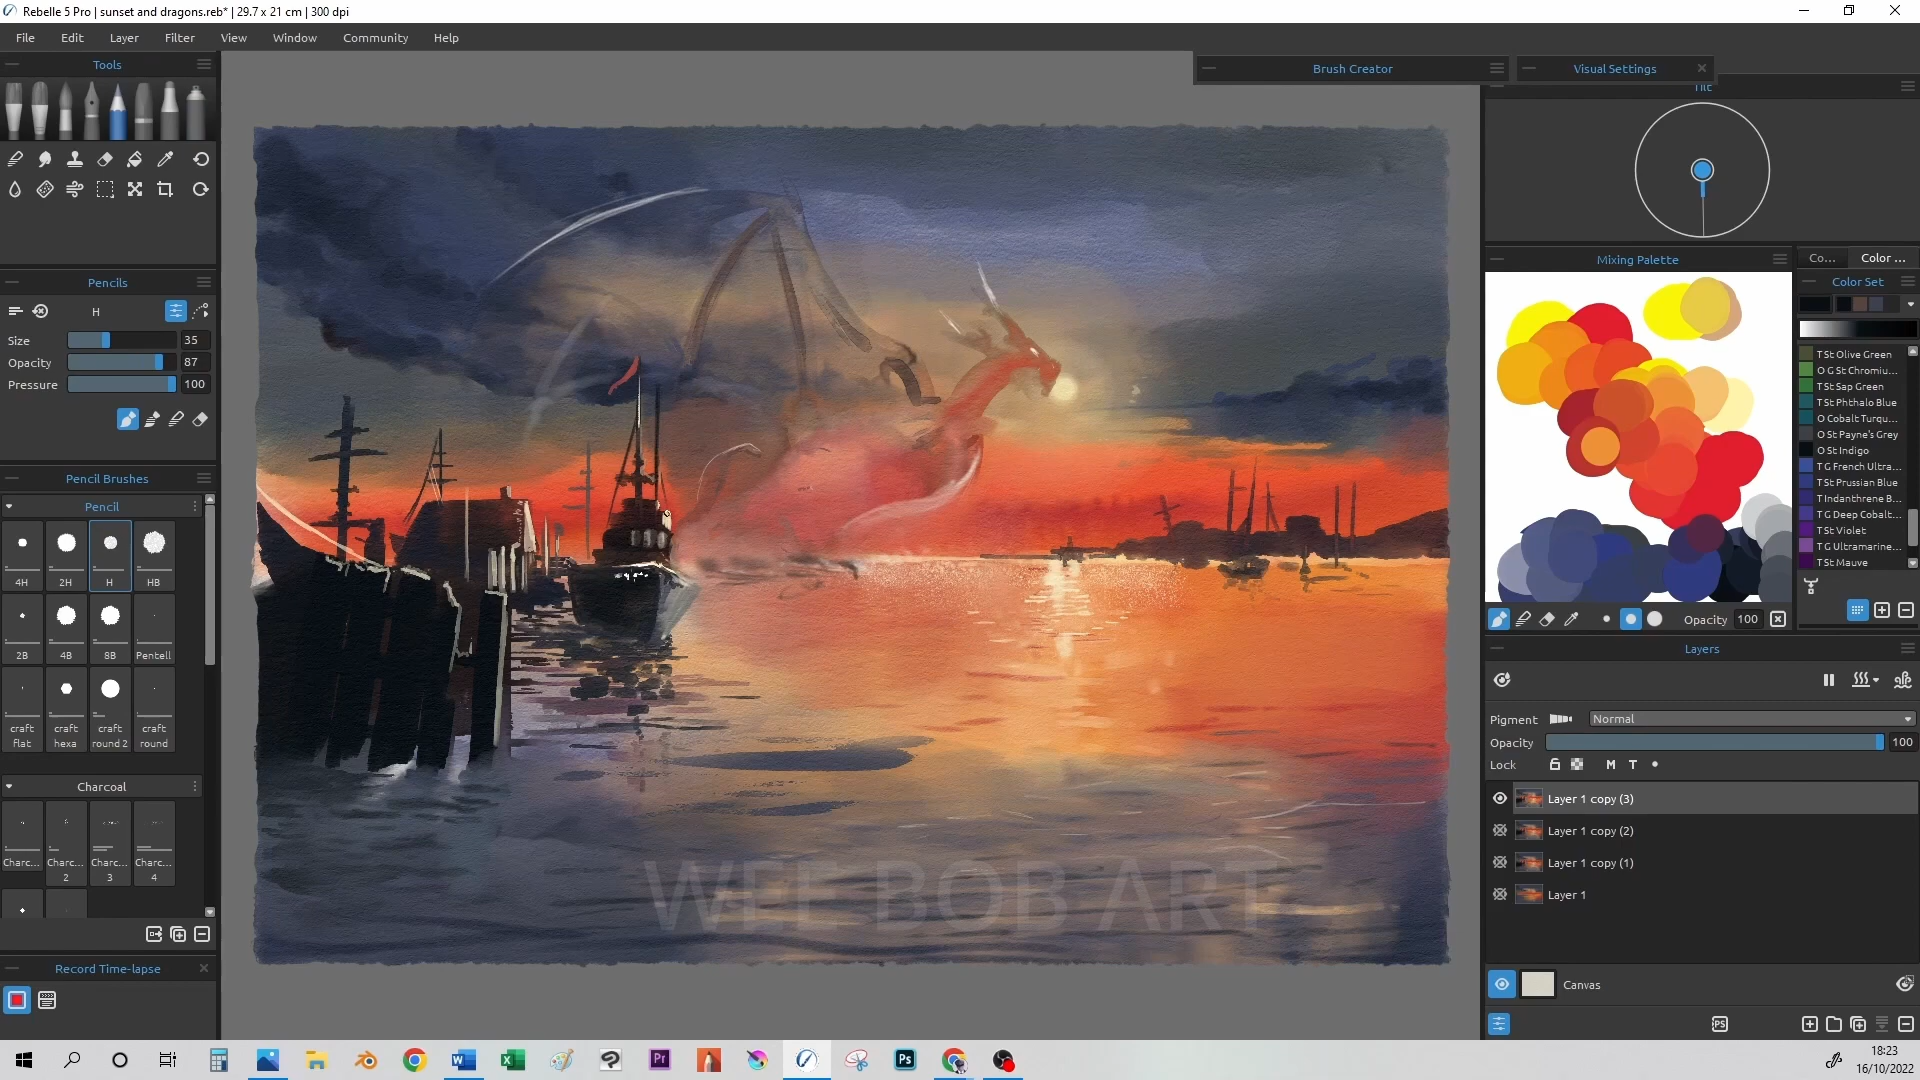 Rebelle 5 Pro | sunset and dragons.reb* | 29.7 x 21 cm | 300 dpi
File Edit Layer Filter View Window Community Help
Tools
Brush Creator
Visual Settings
Tilt
Pencils
H
Size 35
Opacity 87
Pressure 100
Pencil Brushes
Pencil
4H 2H H HB
2B 4B 8B Pentell
craft flat
craft hexa
craft round 2
craft round
Charcoal
Charc...
Charc... 2
Charc... 3
Charc... 4
Record Time-lapse
WEE BOB ART
Mixing Palette
Co... Color ...
Color Set
T St Olive Green
O G St Chromiu...
T St Sap Green
T St Phthalo Blue
O Cobalt Turqu...
O St Payne's Grey
O St Indigo
T G French Ultra...
T St Prussian Blue
T Indanthrene B...
T G Deep Cobalt...
T St Violet
T G Ultramarine...
T St Mauve
Opacity 100
Layers
Pigment Normal
Opacity 100
Lock M T
Layer 1 copy (3)
Layer 1 copy (2)
Layer 1 copy (1)
Layer 1
Canvas
PS
W X Pr Ps
18:23
16/10/2022